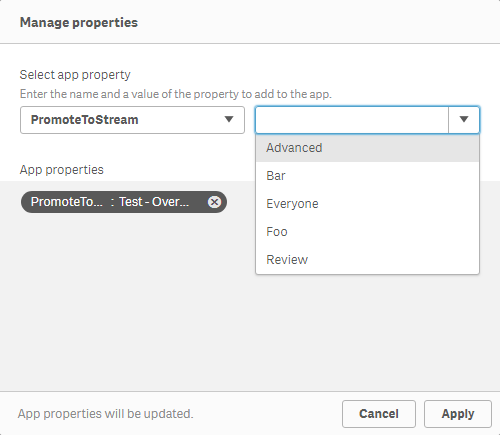 Manage properties
Select app property
Enter the name and a value of the property to add to the app.
PromoteToStream
Advanced
Bar
Everyone
Foo
Review
App properties
PromoteTo... : Test - Over...
App properties will be updated.
Cancel
Apply